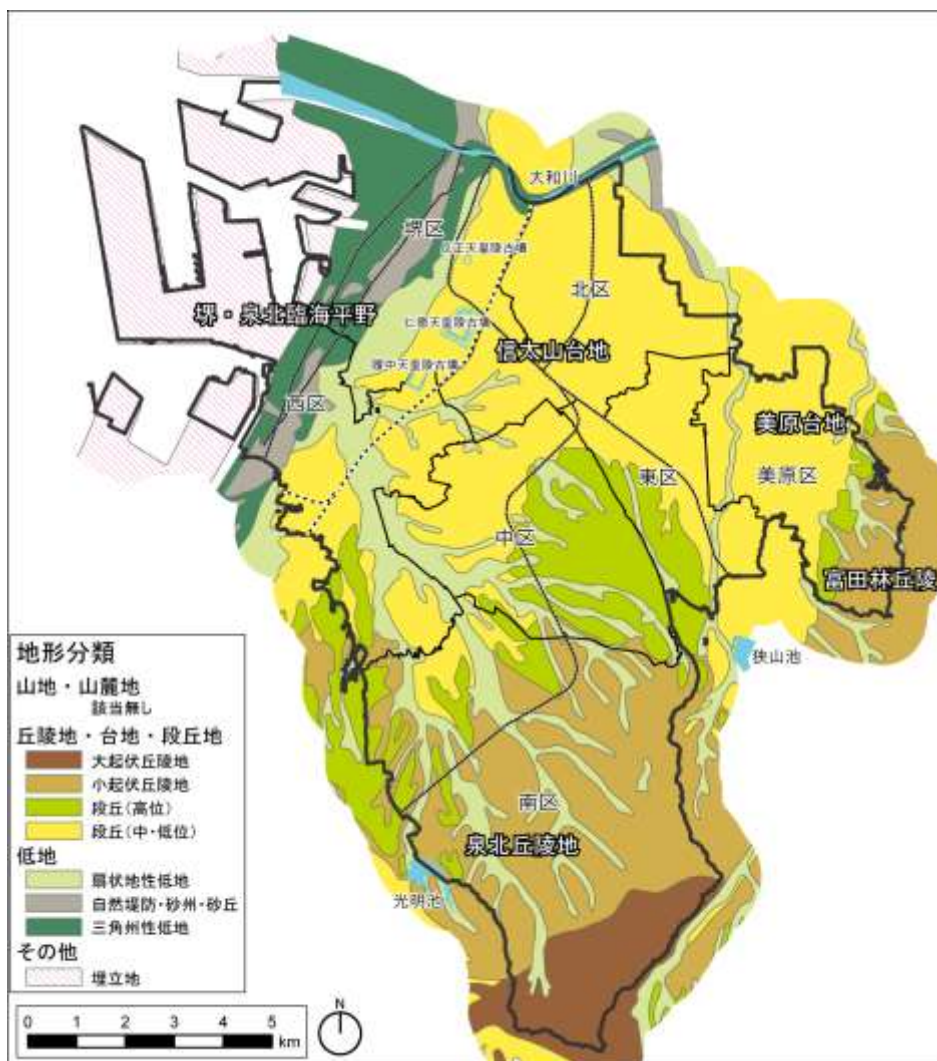 大和川
堺区
反正天皇陵古墳
北区
堺・泉北臨海平野
仁徳天皇陵古墳
信太山台地
履中天皇陵古墳
西区
美原台地
東区
美原区
中区
富田林丘陵
狭山池
南区
泉北丘陵地
光明池
地形分類
山地・山麓地
該当無し
丘陵地・台地・段丘地
大起伏丘陵地
小起伏丘陵地
段丘(高位)
段丘(中・低位)
低地
扇状地性低地
自然堤防・砂州・砂丘
三角州性低地
その他
埋立地
0 1 2 3 4 5
km
N